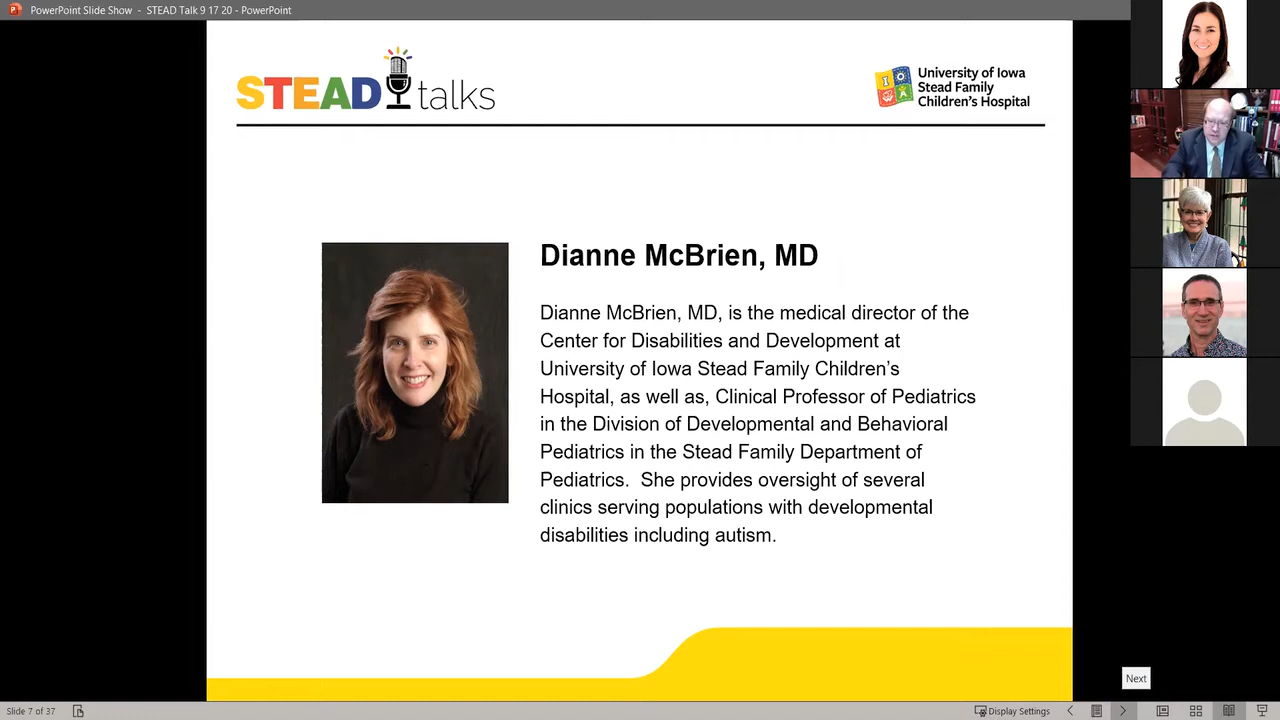 PowerPoint Slide Show - STEAD Talk 9 17 20 - PowerPoint
STEAD talks
University of Iowa
Stead Family
Children's Hospital
Dianne McBrien, MD
Dianne McBrien, MD, is the medical director of the
Center for Disabilities and Development at
University of Iowa Stead Family Children's
Hospital, as well as, Clinical Professor of Pediatrics
in the Division of Developmental and Behavioral
Pediatrics in the Stead Family Department of
Pediatrics.  She provides oversight of several
clinics serving populations with developmental
disabilities including autism.
Next
Slide 7 of 37
Display Settings